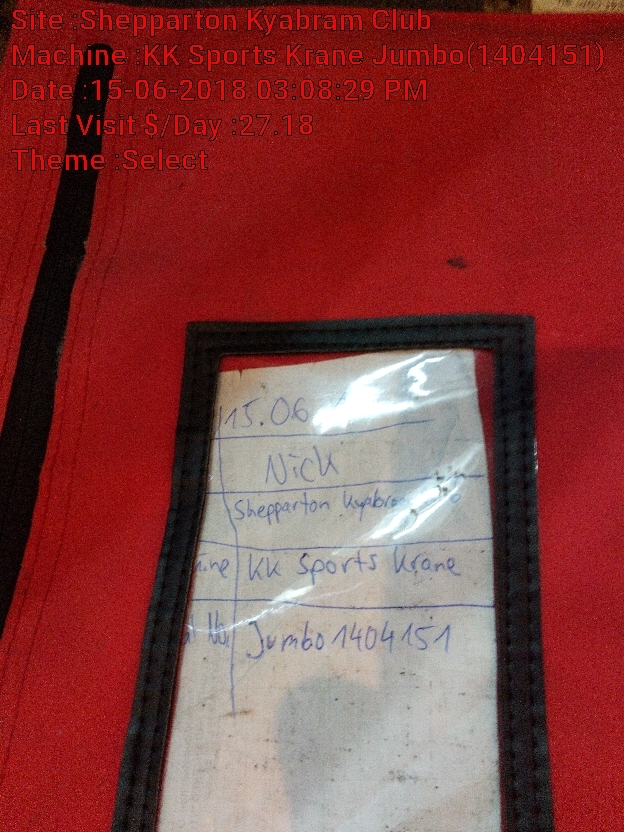 Site :Shepparton Kyabram Club
Machine :KK Sports Krane Jumbo(1404151)
Date :15-06-2018 03:08:29 PM
Last Visit $/Day :27.18
Theme :Select
15.06
Nick
Shepparton
KK Sports Krane
Jumbo 1404151